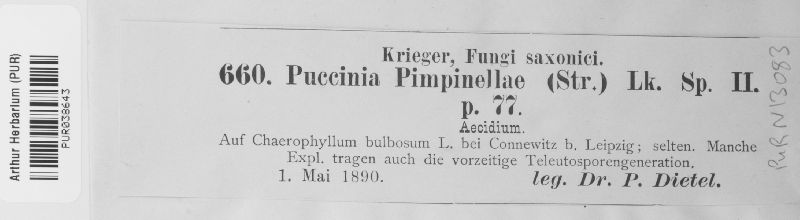 Arthur Herbarium (PUR)
PUR038643
Krieger, Fungi saxonici.
660. Puccinia Pimpinellae (Str.) Lk. Sp. II.
p. 77.
Aecidium.
Auf Chaerophyllum bulbosum L. bei Connewitz b. Leipzig; selten. Manche
Expl. tragen auch die vorzeitige Teleutosporengeneration.
1. Mai 1890. leg. Dr. P. Dietel.
PUR N13083